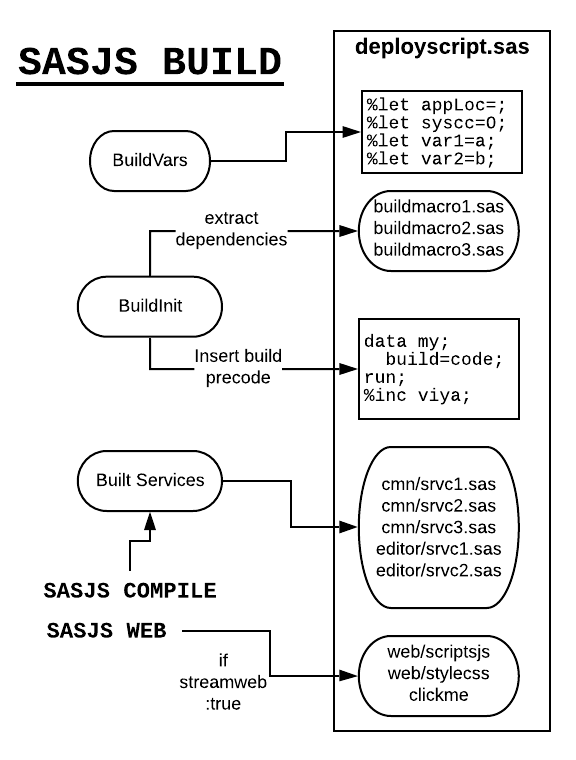 SASJS BUILD
deployscript.sas
BuildVars
%let appLoc=;
%let syscc=0;
%let var1=a;
%let var2=b;
extract
dependencies
buildmacro1.sas
buildmacro2.sas
buildmacro3.sas
BuildInit
Insert build
precode
data my;
build=code;
run;
%inc viya;
Built Services
cmn/srvc1.sas
cmn/srvc2.sas
cmn/srvc3.sas
editor/srvc1.sas
editor/srvc2.sas
SASJS COMPILE
SASJS WEB
if
streamweb
:true
web/scriptsjs
web/stylecss
clickme